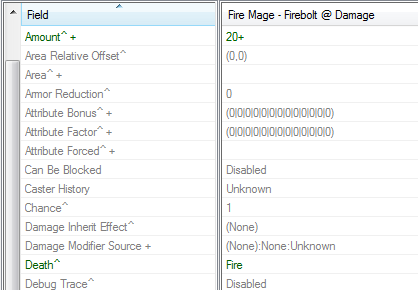 Field Fire Mage - Firebolt @ Damage
Amount^ + 20+
Area Relative Offset^ (0,0)
Area^ +
Armor Reduction^ 0
Attribute Bonus^ + (0|0|0|0|0|0|0|0|0|0|0|0|0)
Attribute Factor^ + (0|0|0|0|0|0|0|0|0|0|0|0|0)
Attribute Forced^ +
Can Be Blocked Disabled
Caster History Unknown
Chance^ 1
Damage Inherit Effect^ (None)
Damage Modifier Source + (None):None:Unknown
Death^ Fire
Debug Trace^ Disabled